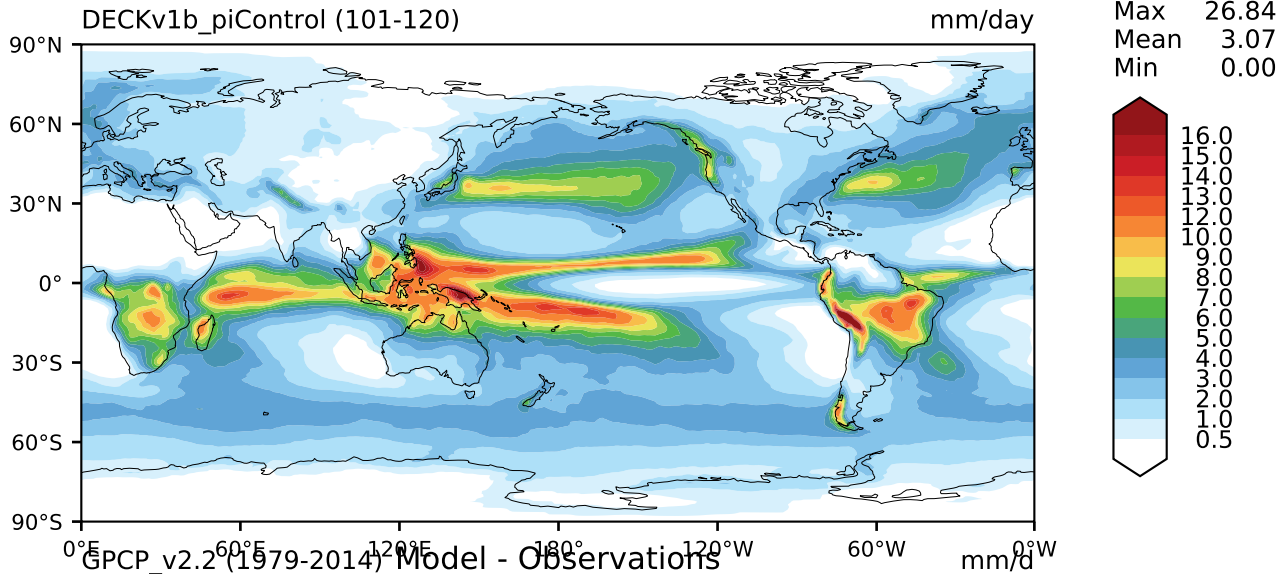 DECKv1b_piControl (101-120) mm/day
Max 26.84
Mean 3.07
Min 0.00
90°N
60°N
30°N
0°
30°S
60°S
90°S
0°E 60°E 120°E 180° 120°W 60°W 0°W
16.0
15.0
14.0
13.0
12.0
10.0
9.0
8.0
7.0
6.0
5.0
4.0
3.0
2.0
1.0
0.5
GPCP_v2.2 (1979-2014) Model - Observations mm/d